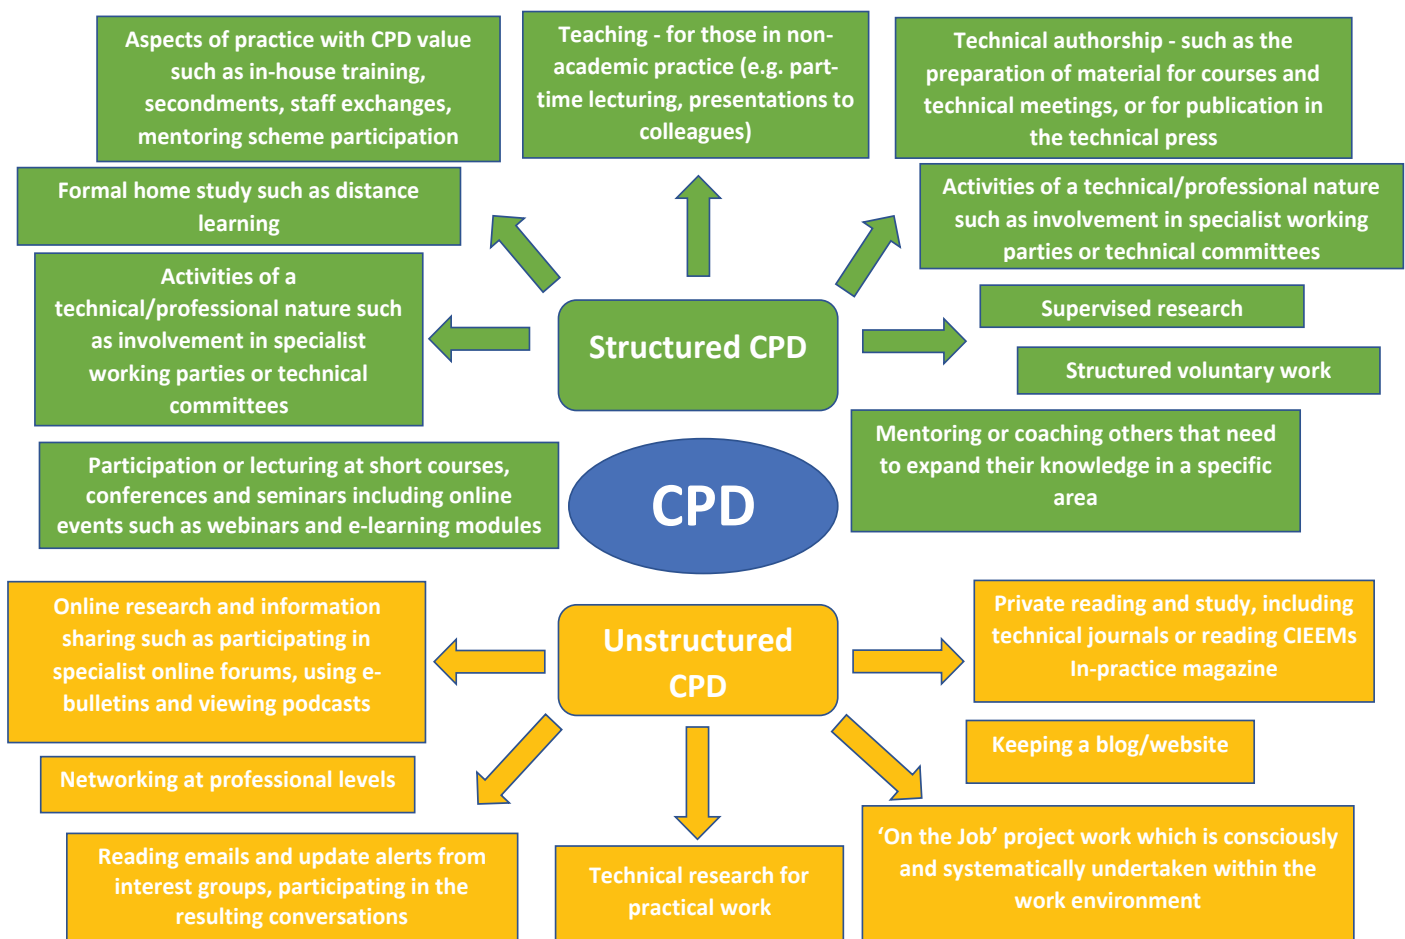 Aspects of practice with CPD value
such as in-house training,
secondments, staff exchanges,
mentoring scheme participation
Teaching - for those in non-
academic practice (e.g. part-
time lecturing, presentations to
colleagues)
Technical authorship - such as the
preparation of material for courses and
technical meetings, or for publication in
the technical press
Formal home study such as distance
learning
Activities of a technical/professional nature
such as involvement in specialist working
parties or technical committees
Activities of a
technical/professional nature such
as involvement in specialist
working parties or technical
committees
Structured CPD
Supervised research
Structured voluntary work
Participation or lecturing at short courses,
conferences and seminars including online
events such as webinars and e-learning modules
CPD
Mentoring or coaching others that need
to expand their knowledge in a specific
area
Online research and information
sharing such as participating in
specialist online forums, using e-
bulletins and viewing podcasts
Unstructured
CPD
Private reading and study, including
technical journals or reading CIEEMs
In-practice magazine
Networking at professional levels
Keeping a blog/website
Reading emails and update alerts from
interest groups, participating in the
resulting conversations
Technical research for
practical work
‘On the Job’ project work which is consciously
and systematically undertaken within the
work environment